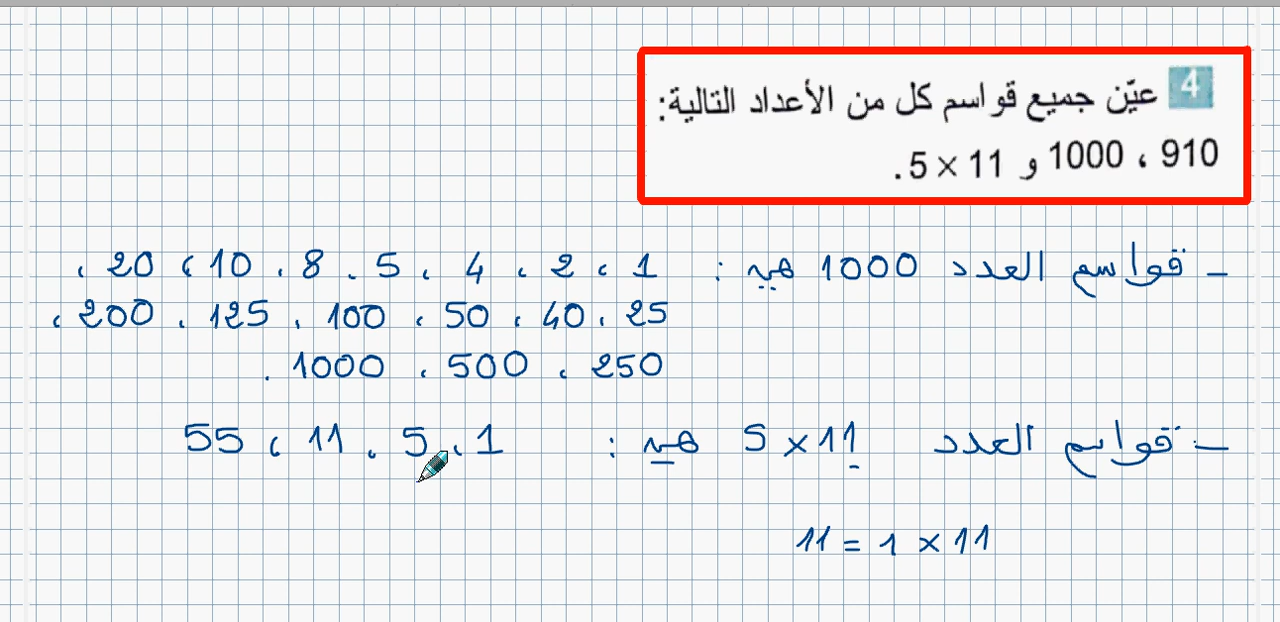 4 عيّن جميع قواسم كل من الأعداد التالية:
910 ، 1000 و 11 × 5 .
- قواسم العدد 1000 هي : 1 ، 2 ، 4 ، 5 ، 8 ، 10 ، 20 ،
25 ، 40 ، 50 ، 100 ، 125 ، 200 ،
250 ، 500 ، 1000 .
- قواسم العدد 5 × 11 هي : 1 ، 5 ، 11 ، 55
11 = 1 × 11